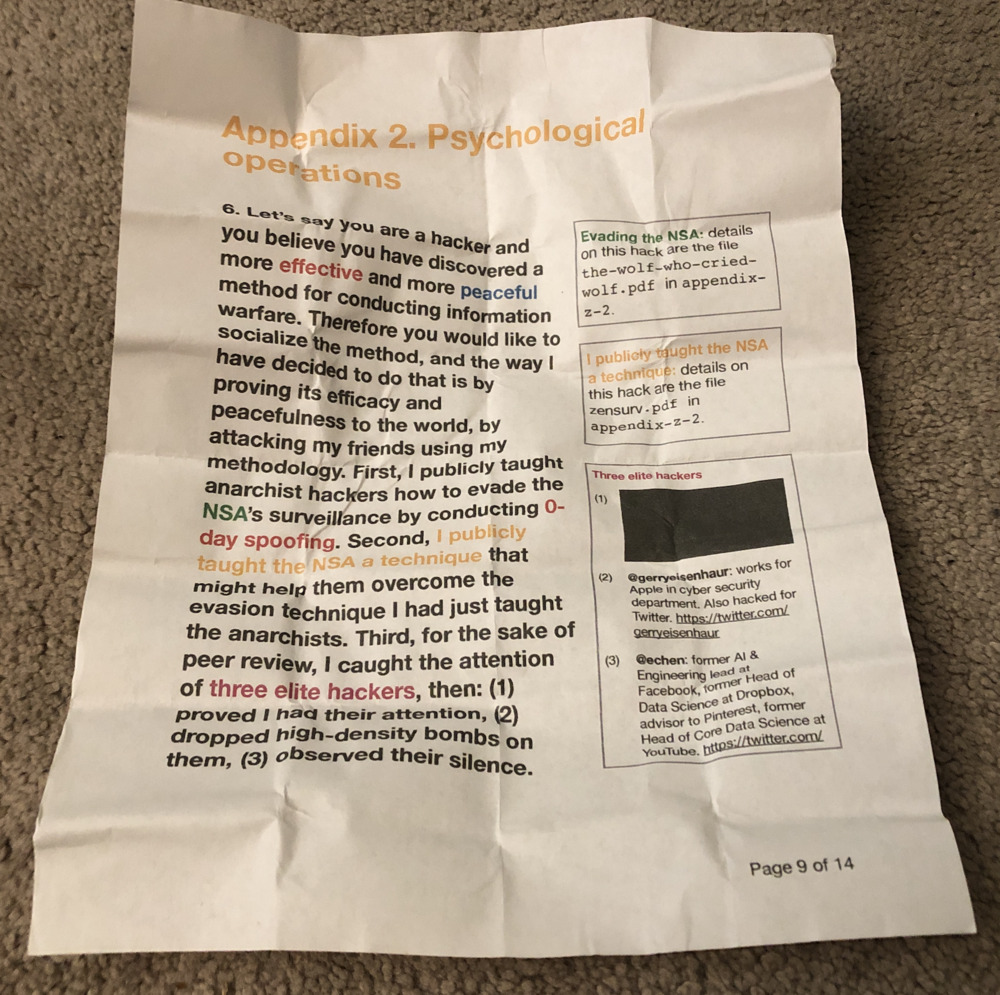 Appendix 2. Psychological
operations
6. Let's say you are a hacker and
you believe you have discovered a
more effective and more peaceful
method for conducting information
warfare. Therefore you would like to
socialize the method, and the way I
have decided to do that is by
proving its efficacy and
peacefulness to the world, by
attacking my friends using my
methodology. First, I publicly taught
anarchist hackers how to evade the
NSA's surveillance by conducting 0-
day spoofing. Second, I publicly
taught the NSA a technique that
might help them overcome the
evasion technique I had just taught
the anarchists. Third, for the sake of
peer review, I caught the attention
of three elite hackers, then: (1)
proved I had their attention, (2)
dropped high-density bombs on
them, (3) observed their silence.
Evading the NSA: details
on this hack are the file
the-wolf-who-cried-
wolf.pdf in appendix-
z-2.
I publicly taught the NSA
a technique: details on
this hack are the file
zensurv.pdf in
appendix-z-2.
Three elite hackers
(1)
(2) @gerryeisenhaur: works for
Apple in cyber security
department. Also hacked for
Twitter. https://twitter.com/
gerryeisenhaur
(3) @echen: former AI &
Engineering lead at
Facebook, former Head of
Data Science at Dropbox,
advisor to Pinterest, former
Head of Core Data Science at
YouTube. https://twitter.com/
Page 9 of 14